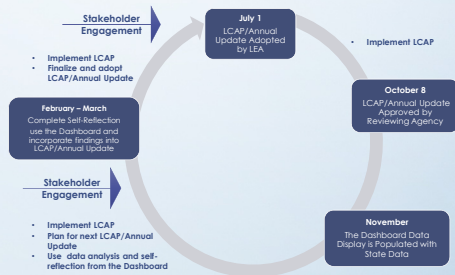 Stakeholder
Engagement
July 1
LCAP/Annual
Update Adopted
by LEA
• Implement LCAP
• Implement LCAP
• Finalize and adopt
LCAP/Annual Update
October 8
LCAP/Annual Update
Approved by
Reviewing Agency
February – March
Complete Self-Reflection
use the Dashboard and
incorporate findings into
LCAP/Annual Update
Stakeholder
Engagement
November
The Dashboard Data
Display is Populated with
State Data
• Implement LCAP
• Plan for next LCAP/Annual
Update
• Use data analysis and self-
reflection from the Dashboard